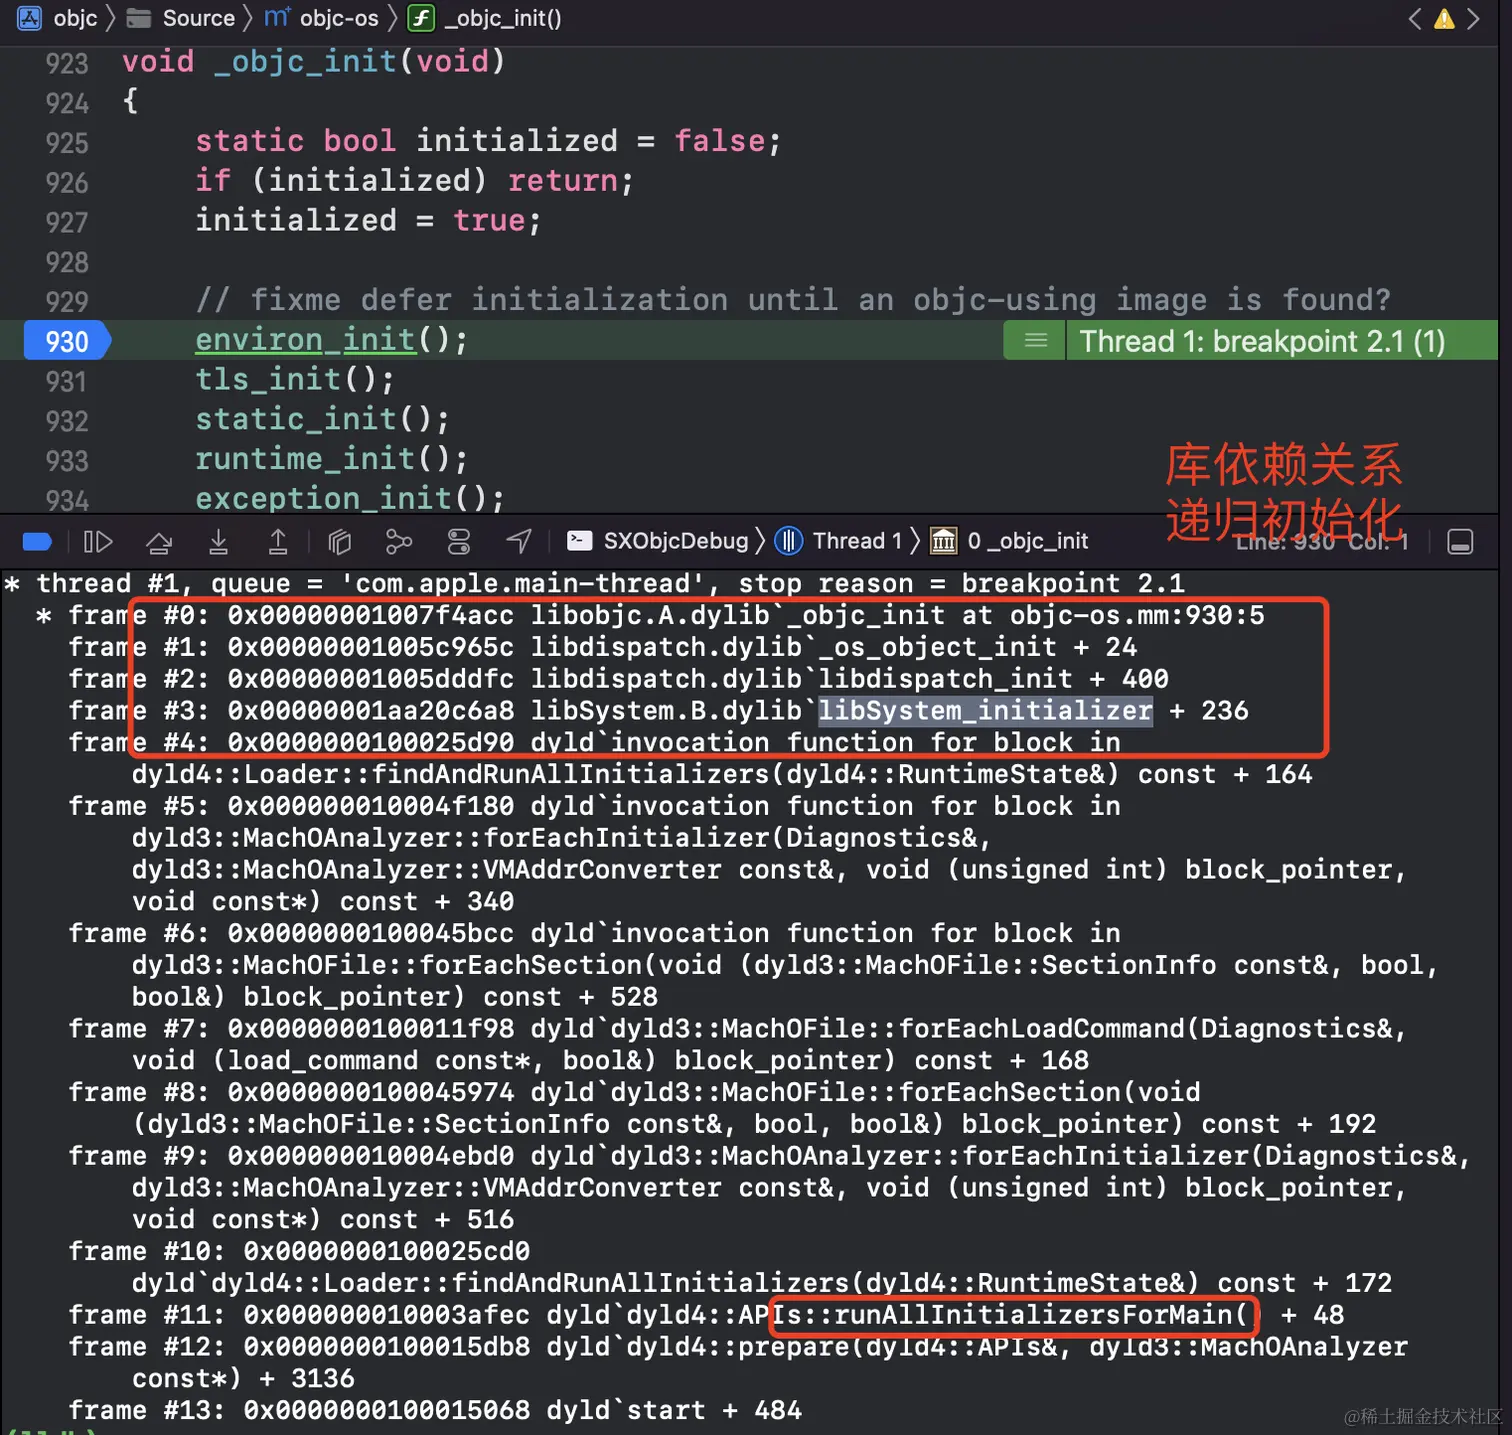 objc 〉 Source 〉 objc-os 〉 _objc_init()
923 void _objc_init(void)
924 {
925 static bool initialized = false;
926 if (initialized) return;
927 initialized = true;
928
929 // fixme defer initialization until an objc-using image is found?
930 environ_init(); Thread 1: breakpoint 2.1 (1)
931 tls_init();
932 static_init();
933 runtime_init();
934 exception_init();
库依赖关系
递归初始化
SXObjcDebug 〉 Thread 1 〉 0 _objc_init Line: 930 Col: 1
* thread #1, queue = 'com.apple.main-thread', stop reason = breakpoint 2.1
* frame #0: 0x00000001007f4acc libobjc.A.dylib`_objc_init at objc-os.mm:930:5
frame #1: 0x00000001005c965c libdispatch.dylib`_os_object_init + 24
frame #2: 0x00000001005dddfc libdispatch.dylib`libdispatch_init + 400
frame #3: 0x00000001aa20c6a8 libSystem.B.dylib`libSystem_initializer + 236
frame #4: 0x0000000100025d90 dyld`invocation function for block in
dyld4::Loader::findAndRunAllInitializers(dyld4::RuntimeState&) const + 164
frame #5: 0x000000010004f180 dyld`invocation function for block in
dyld3::MachOAnalyzer::forEachInitializer(Diagnostics&,
dyld3::MachOAnalyzer::VMAddrConverter const&, void (unsigned int) block_pointer,
void const*) const + 340
frame #6: 0x0000000100045bcc dyld`invocation function for block in
dyld3::MachOFile::forEachSection(void (dyld3::MachOFile::SectionInfo const&, bool,
bool&) block_pointer) const + 528
frame #7: 0x0000000100011f98 dyld`dyld3::MachOFile::forEachLoadCommand(Diagnostics&,
void (load_command const*, bool&) block_pointer) const + 168
frame #8: 0x0000000100045974 dyld`dyld3::MachOFile::forEachSection(void
(dyld3::MachOFile::SectionInfo const&, bool, bool&) block_pointer) const + 192
frame #9: 0x000000010004ebd0 dyld`dyld3::MachOAnalyzer::forEachInitializer(Diagnostics&,
dyld3::MachOAnalyzer::VMAddrConverter const&, void (unsigned int) block_pointer,
void const*) const + 516
frame #10: 0x0000000100025cd0
dyld`dyld4::Loader::findAndRunAllInitializers(dyld4::RuntimeState&) const + 172
frame #11: 0x000000010003afec dyld`dyld4::APIs::runAllInitializersForMain() + 48
frame #12: 0x0000000100015db8 dyld`dyld4::prepare(dyld4::APIs&, dyld3::MachOAnalyzer
const*) + 3136
frame #13: 0x0000000100015068 dyld`start + 484
@稀土掘金技术社区